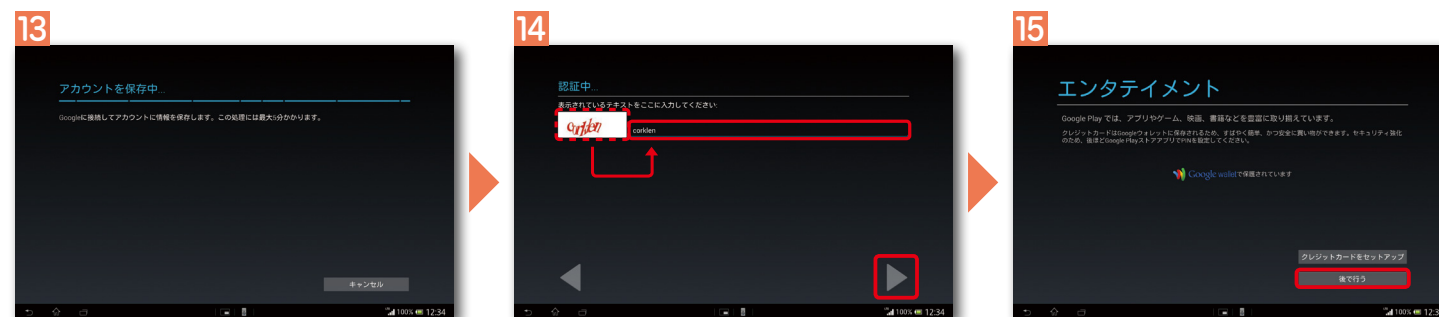 13
アカウントを保存中...
Googleに接続してアカウントに情報を保存します。この処理には最大5分かかります。
キャンセル
100% 12:34
14
認証中...
表示されているテキストをここに入力してください:
corklen
corklen
100% 12:34
15
エンタテイメント
Google Play では、アプリやゲーム、映画、書籍などを豊富に取り揃えています。
クレジットカードはGoogleウォレットに保存されるため、すばやく簡単、かつ安全に買い物ができます。セキュリティ強化
のため、後ほどGoogle PlayストアアプリでPINを設定してください。
Google walletで保護されています
クレジットカードをセットアップ
後で行う
100% 12:3